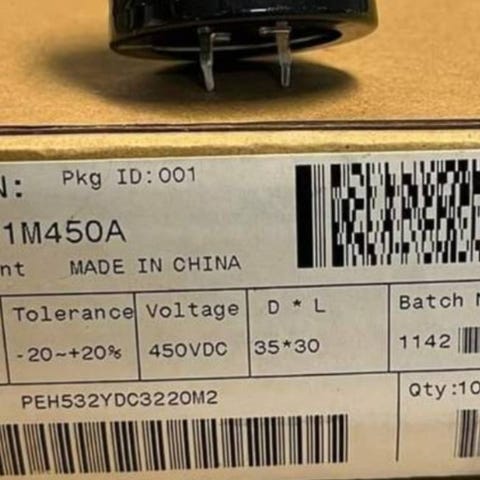 N: Pkg ID:001
1M450A
nt MADE IN CHINA
Tolerance Voltage D * L Batch N
-20~+20% 450VDC 35*30 1142
PEH532YDC3220M2 Qty:10